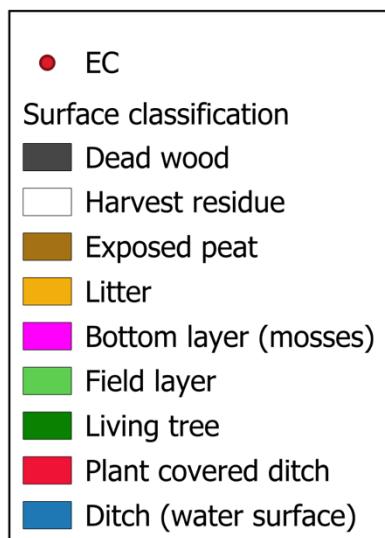 EC
Surface classification
Dead wood
Harvest residue
Exposed peat
Litter
Bottom layer (mosses)
Field layer
Living tree
Plant covered ditch
Ditch (water surface)